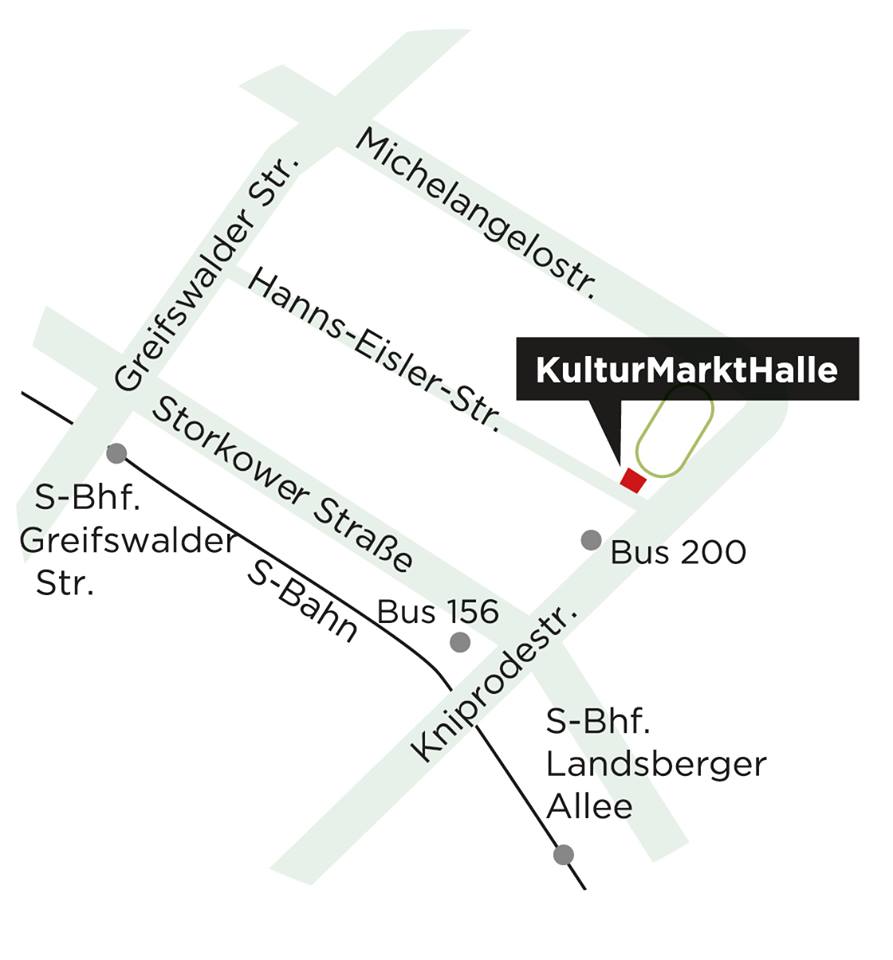 Michelangelostr.
Greifswalder Str.
Hanns-Eisler-Str.
KulturMarktHalle
Storkower Straße
S-Bhf.
Greifswalder
Str.
Bus 200
S-Bahn
Bus 156
Kniprodestr.
S-Bhf.
Landsberger
Allee